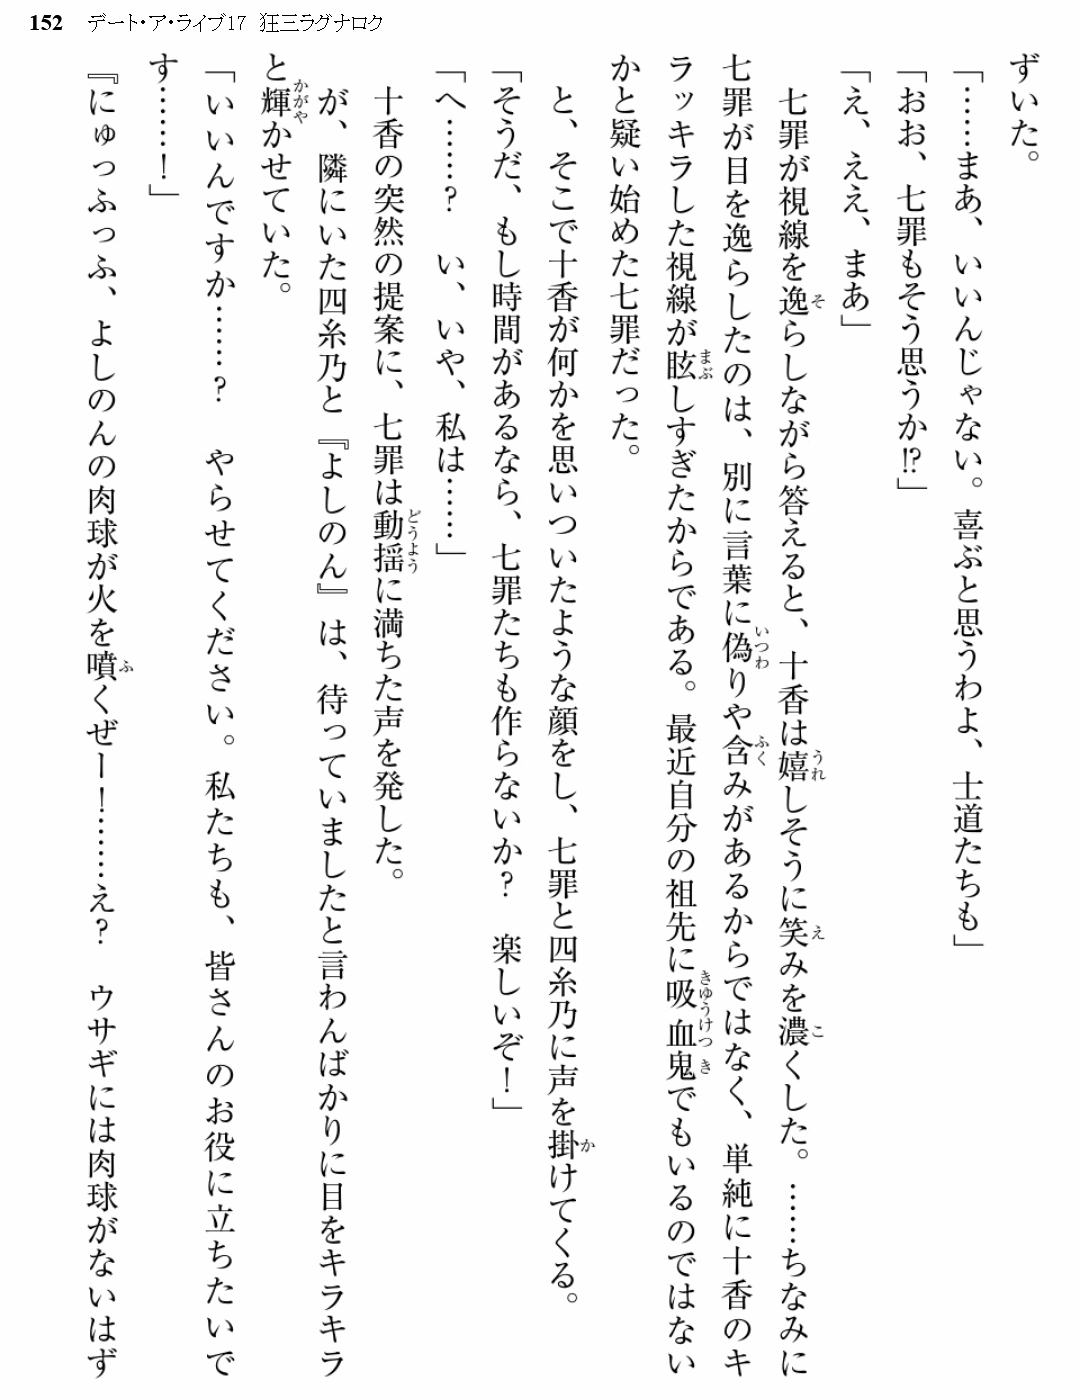 152 デート・ア・ライブ17 狂三ラグナロク
ずいた。
「……まあ、いいんじゃない。喜ぶと思うわよ、士道たちも」
「おお、七罪もそう思うか!?」
「え、ええ、まあ」
七罪が視線を逸らしながら答えると、十香は嬉しそうに笑みを濃くした。……ちなみに
七罪が目を逸らしたのは、別に言葉に偽りや含みがあるからではなく、単純に十香のキ
ラッキラした視線が眩しすぎたからである。最近自分の祖先に吸血鬼でもいるのではない
かと疑い始めた七罪だった。
と、そこで十香が何かを思いついたような顔をし、七罪と四糸乃に声を掛けてくる。
「そうだ、もし時間があるなら、七罪たちも作らないか? 楽しいぞ!」
「へ……? い、いや、私は……」
十香の突然の提案に、七罪は動揺に満ちた声を発した。
が、隣にいた四糸乃と『よしのん』は、待っていましたと言わんばかりに目をキラキラ
と輝かせていた。
「いいんですか……? やらせてください。私たちも、皆さんのお役に立ちたいで
す……!」
『にゅっふっふ、よしのんの肉球が火を噴くぜー!……え? ウサギには肉球がないはず